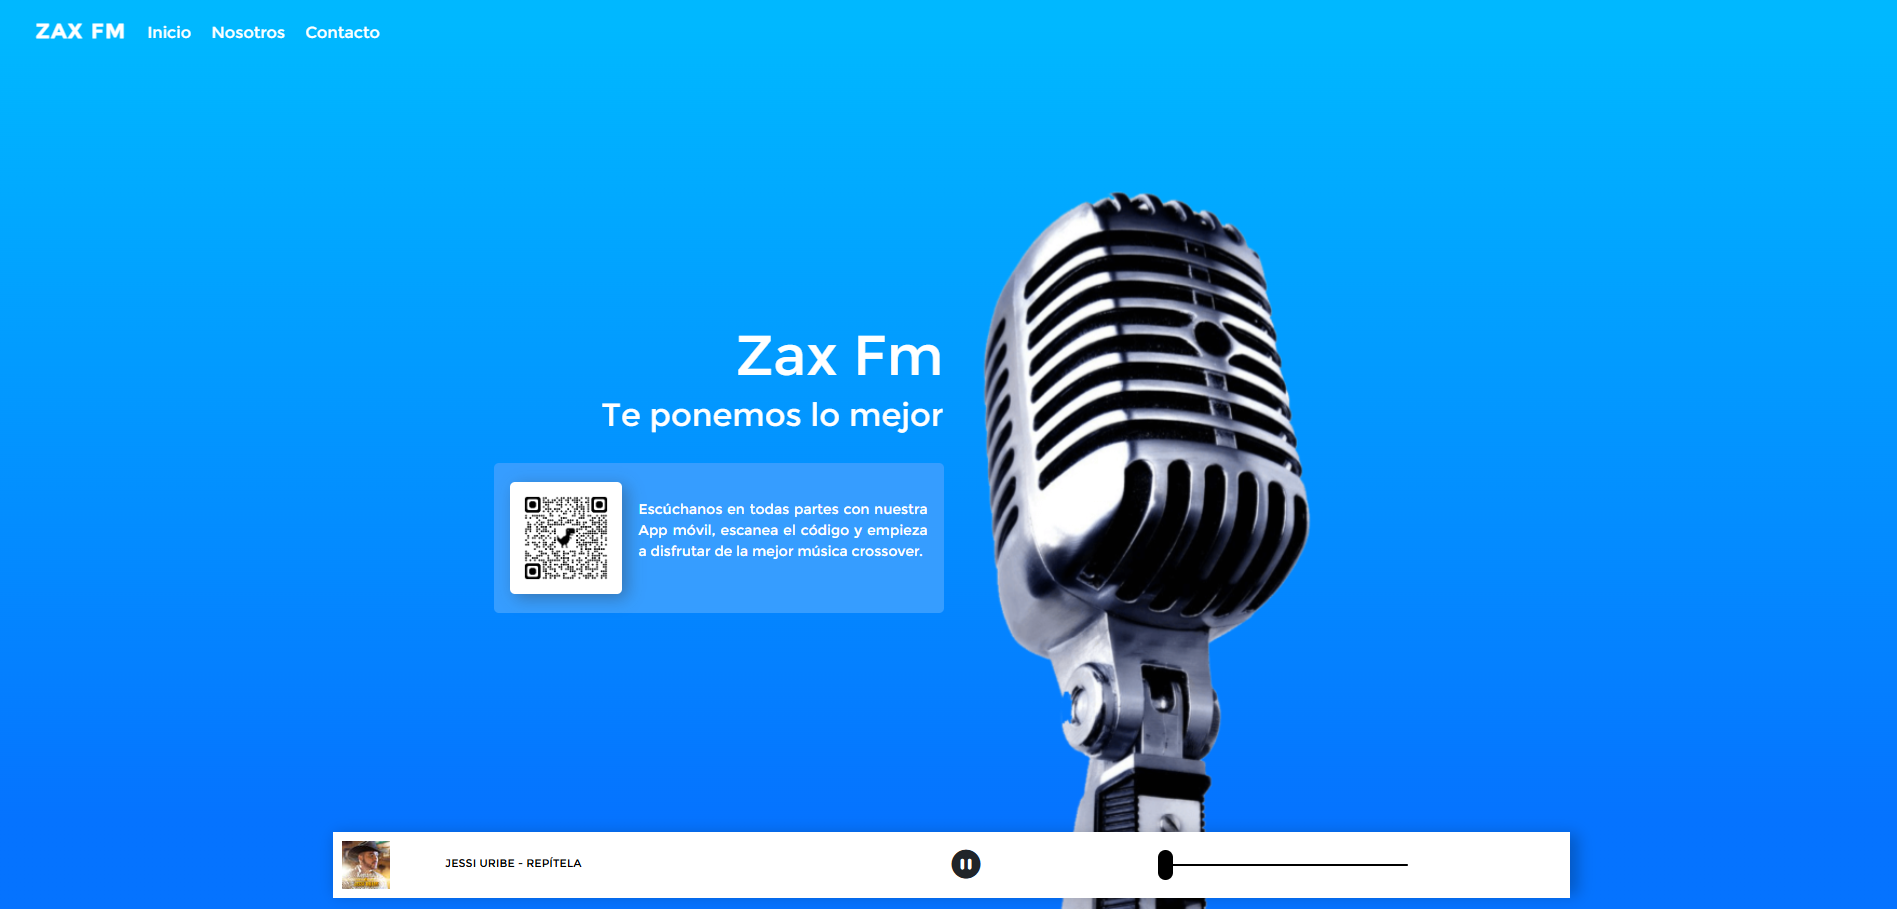 ZAX FM Inicio Nosotros Contacto
Zax Fm
Te ponemos lo mejor
Escúchanos en todas partes con nuestra
App móvil, escanea el código y empieza
a disfrutar de la mejor música crossover.
JESSI URIBE - REPÍTELA